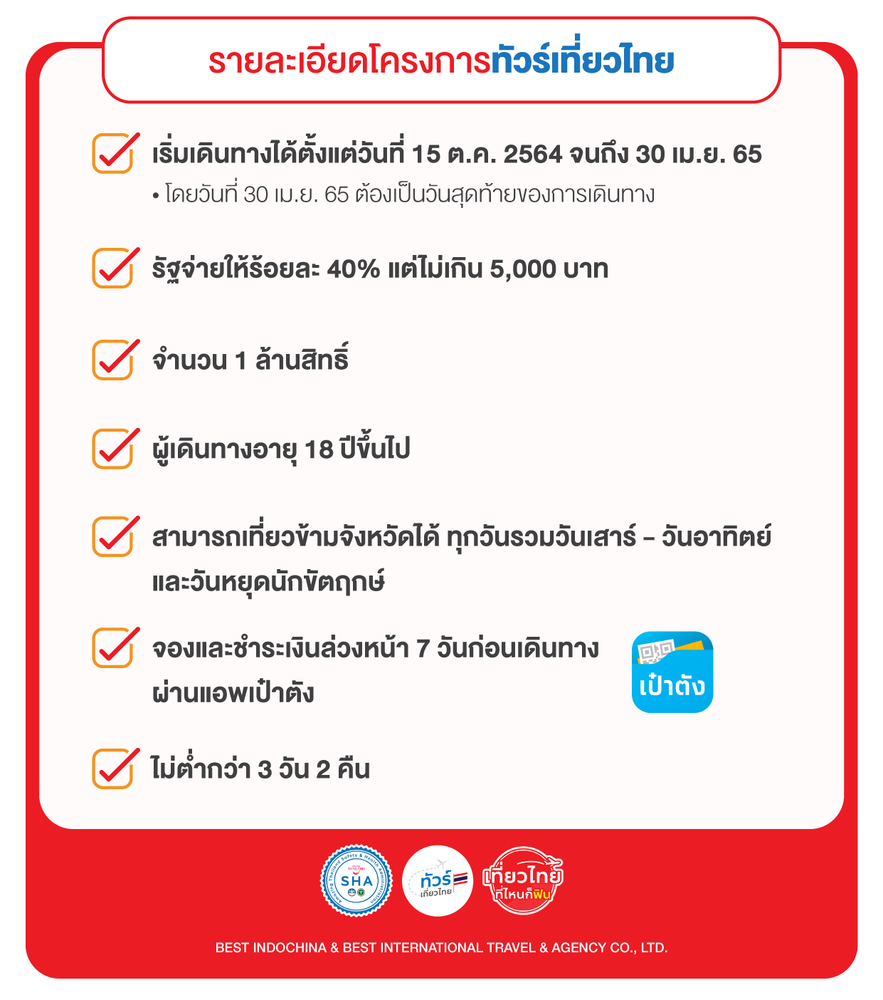 รายละเอียดโครงการทัวร์เที่ยวไทย
เริ่มเดินทางได้ตั้งแต่วันที่ 15 ต.ค. 2564 จนถึง 30 เม.ย. 65
• โดยวันที่ 30 เม.ย. 65 ต้องเป็นวันสุดท้ายของการเดินทาง
รัฐจ่ายให้ร้อยละ 40% แต่ไม่เกิน 5,000 บาท
จำนวน 1 ล้านสิทธิ์
ผู้เดินทางอายุ 18 ปีขึ้นไป
สามารถเที่ยวข้ามจังหวัดได้ ทุกวันรวมวันเสาร์ – วันอาทิตย์
และวันหยุดนักขัตฤกษ์
จองและชำระเงินล่วงหน้า 7 วันก่อนเดินทาง
ผ่านแอพเป๋าตัง
เป๋าตัง
ไม่ต่ำกว่า 3 วัน 2 คืน
Amazing Thailand Safety & Health Administration
THAILAND
SHA
ทัวร์
เที่ยวไทย
เที่ยวไทย
ที่ไหนก็ฟิน
BEST INDOCHINA & BEST INTERNATIONAL TRAVEL & AGENCY CO., LTD.